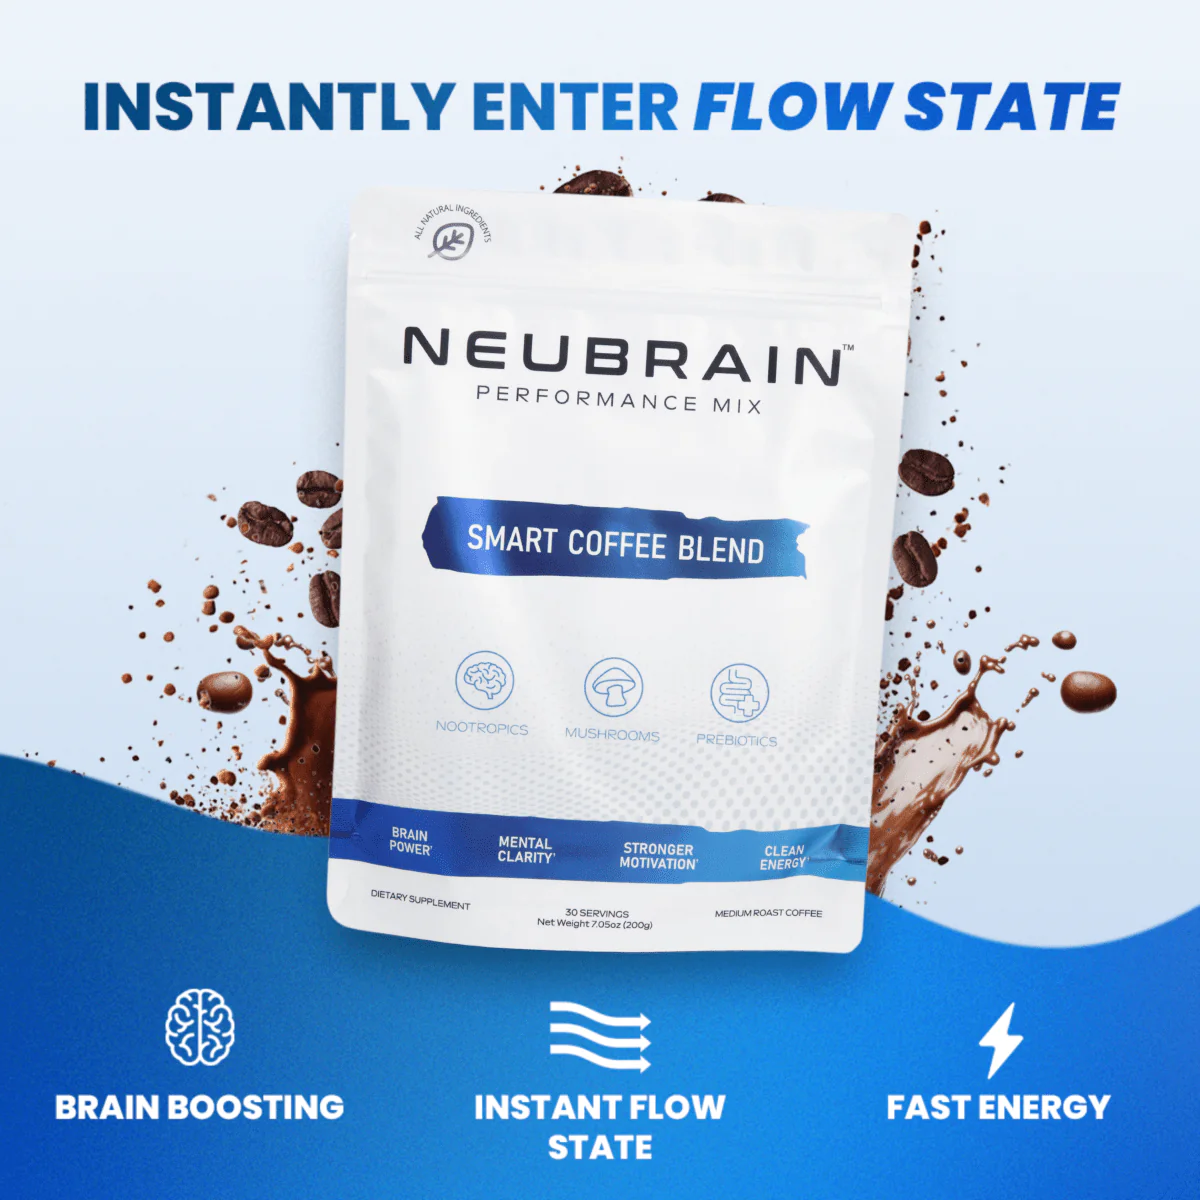 INSTANTLY ENTER FLOW STATE
ALL NATURAL INGREDIENTS
NEUBRAIN™
PERFORMANCE MIX
SMART COFFEE BLEND
NOOTROPICS
MUSHROOMS
PREBIOTICS
BRAIN
POWER'
MENTAL
CLARITY'
STRONGER
MOTIVATION'
CLEAN
ENERGY'
DIETARY SUPPLEMENT
30 SERVINGS
Net Weight 7.05oz (200g)
MEDIUM ROAST COFFEE
BRAIN BOOSTING
INSTANT FLOW
STATE
FAST ENERGY